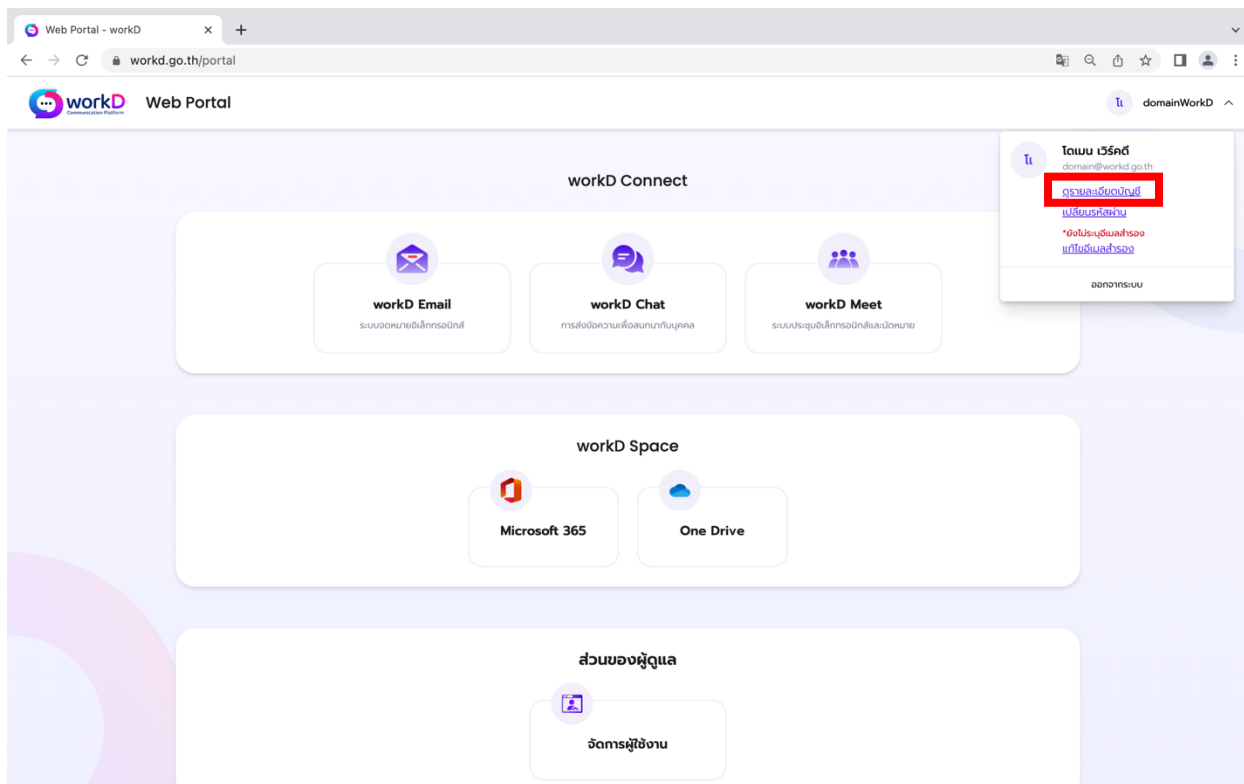 Web Portal - workD
workd.go.th/portal
workD
Communication Platform
Web Portal
โเ
domainWorkD
โเ
โดเมน เวิร์คดี
domain@workd.go.th
ดูรายละเอียดบัญชี
เปลี่ยนรหัสผ่าน
*ยังไม่ระบุอีเมลสำรอง
แก้ไขอีเมลสำรอง
ออกจากระบบ
workD Connect
workD Email
ระบบจดหมายอิเล็กทรอนิกส์
workD Chat
การส่งข้อความเพื่อสนทนากับบุคคล
workD Meet
ระบบประชุมอิเล็กทรอนิกส์และนัดหมาย
workD Space
Microsoft 365
One Drive
ส่วนของผู้ดูแล
จัดการผู้ใช้งาน